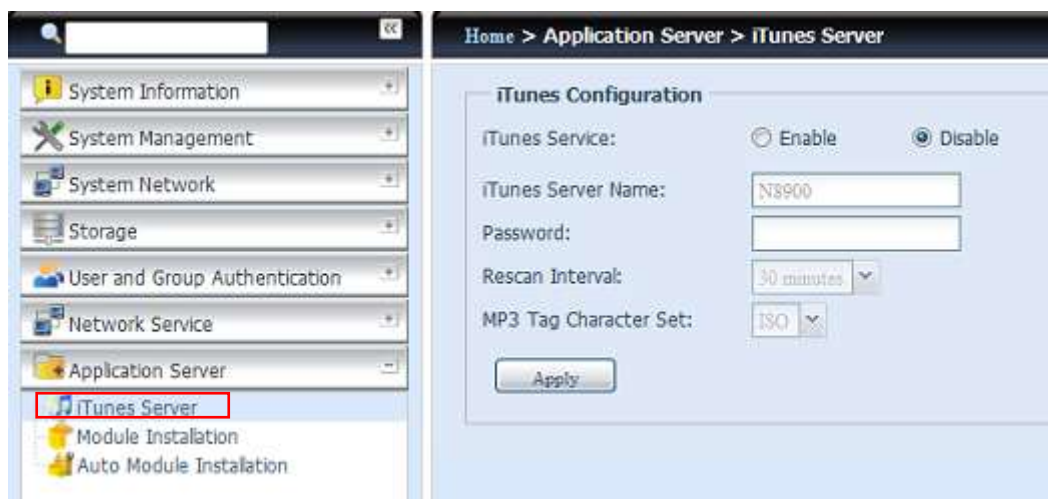 System Information
System Management
System Network
Storage
User and Group Authentication
Network Service
Application Server
iTunes Server
Module Installation
Auto Module Installation
Home > Application Server > iTunes Server
iTunes Configuration
iTunes Service: Enable Disable
iTunes Server Name: N8900
Password:
Rescan Interval: 30 minutes
MP3 Tag Character Set: ISO
Apply